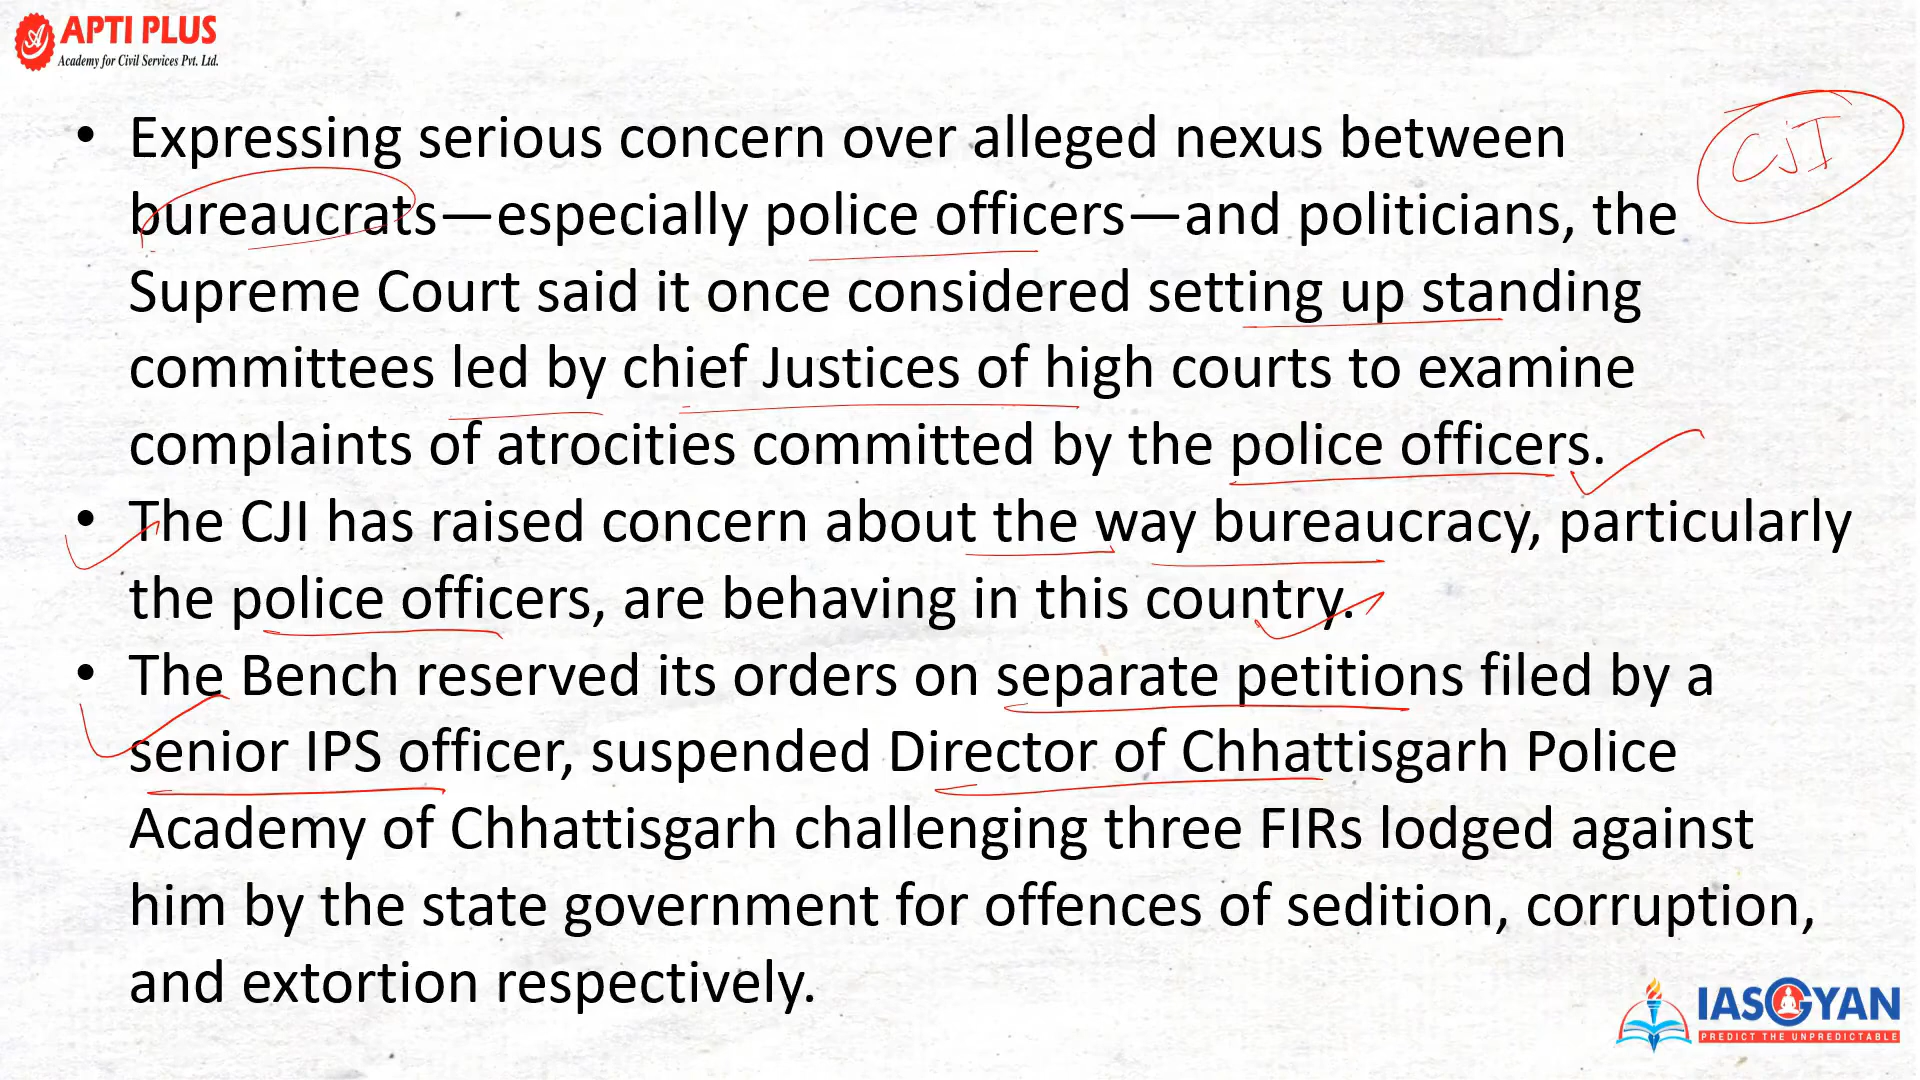 APTI PLUS
Academy for Civil Services Pvt. Ltd.
CJI
• Expressing serious concern over alleged nexus between
bureaucrats—especially police officers—and politicians, the
Supreme Court said it once considered setting up standing
committees led by chief Justices of high courts to examine
complaints of atrocities committed by the police officers.
• The CJI has raised concern about the way bureaucracy, particularly
the police officers, are behaving in this country.
• The Bench reserved its orders on separate petitions filed by a
senior IPS officer, suspended Director of Chhattisgarh Police
Academy of Chhattisgarh challenging three FIRs lodged against
him by the state government for offences of sedition, corruption,
and extortion respectively.
IASGYAN
PREDICT THE UNPREDICTABLE